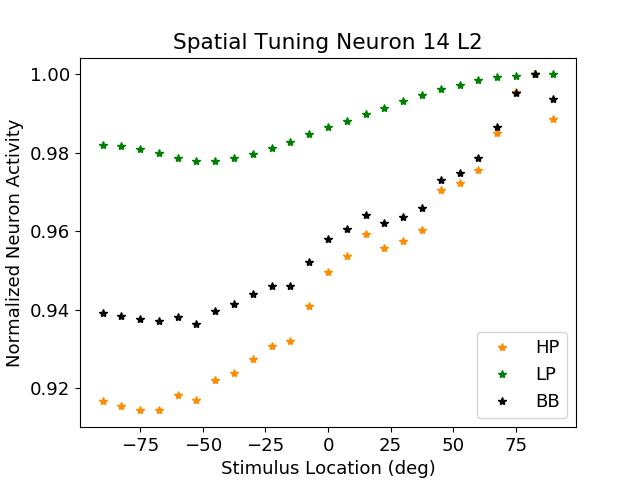 Spatial Tuning Neuron 14 L2
Normalized Neuron Activity
1.00
0.98
0.96
0.94
0.92
HP
LP
BB
−75
−50
−25
0
25
50
75
Stimulus Location (deg)